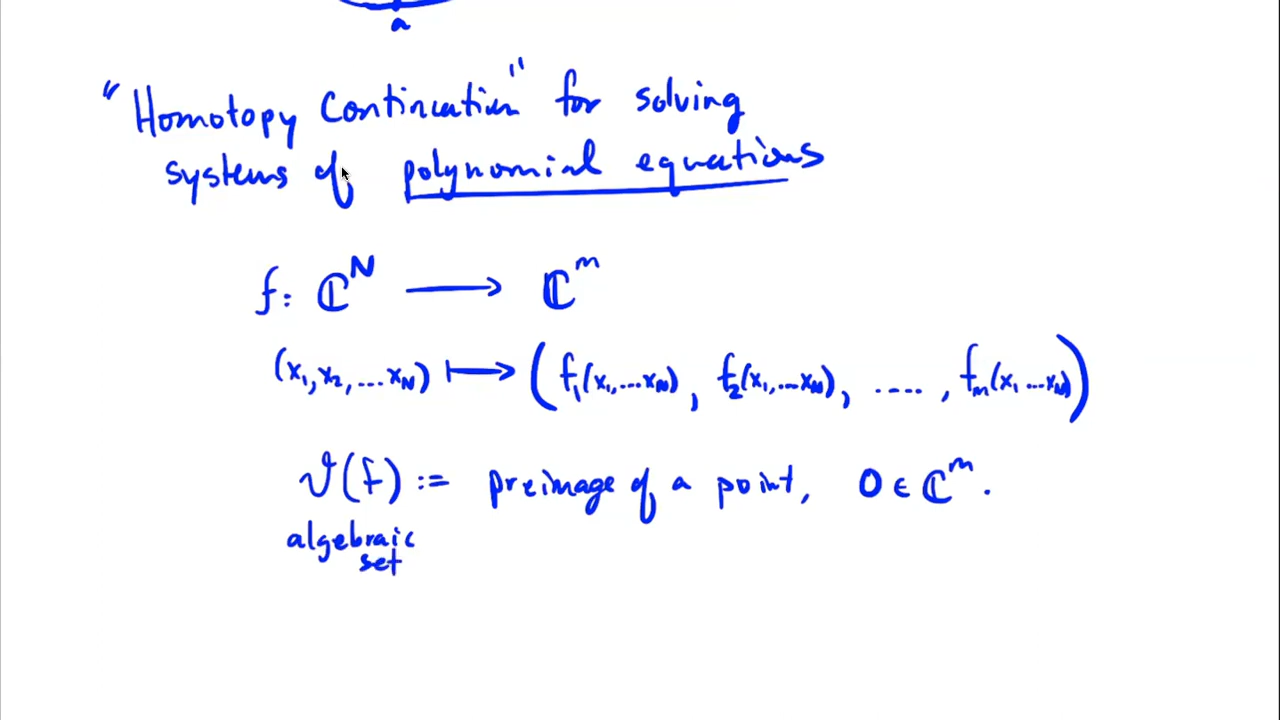 a
"Homotopy Continuation" for solving
systems of polynomial equations
f: ℂ^N ⟶ ℂ^m
(x₁, x₂, ... x_N) ⟼ (f₁(x₁,...x_N), f₂(x₁,...x_N), ...., f_m(x₁...x_N))
𝒱(f) := preimage of a point, 0 ∈ ℂ^m.
algebraic
set